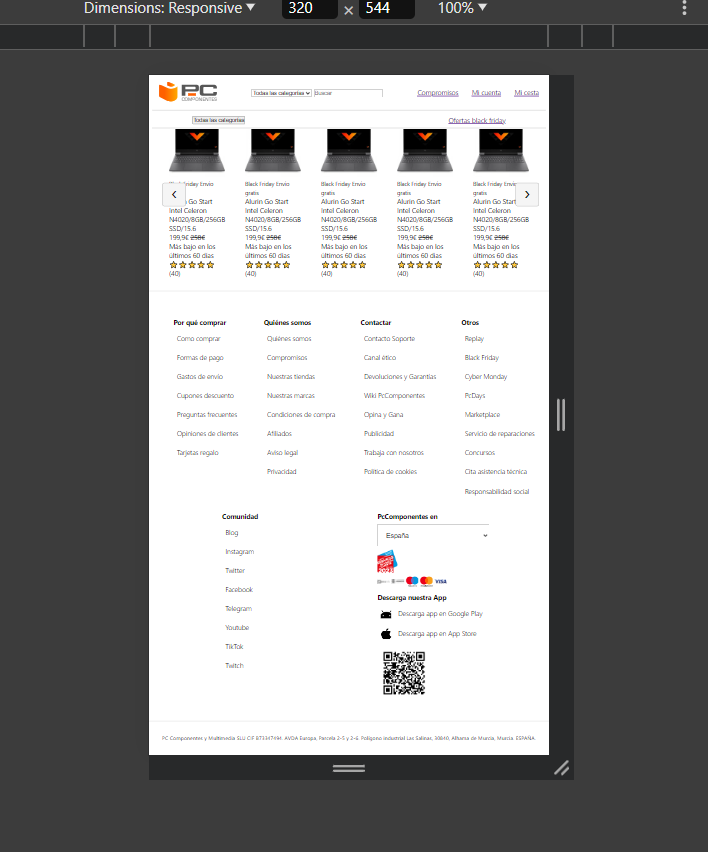 Dimensions: Responsive 320 × 544 100%
PC
COMPONENTES
Todas las categorías Buscar Compromisos Mi cuenta Mi cesta
Todas las categorías Ofertas black friday
Black Friday Envío gratis
Alurin Go Start
Intel Celeron
N4020/8GB/256GB
SSD/15.6
199,9€ 258€
Más bajo en los
últimos 60 días
(40)
Black Friday Envío
gratis
Alurin Go Start
Intel Celeron
N4020/8GB/256GB
SSD/15.6
199,9€ 258€
Más bajo en los
últimos 60 días
(40)
Black Friday Envío
gratis
Alurin Go Start
Intel Celeron
N4020/8GB/256GB
SSD/15.6
199,9€ 258€
Más bajo en los
últimos 60 días
(40)
Black Friday Envío
gratis
Alurin Go Start
Intel Celeron
N4020/8GB/256GB
SSD/15.6
199,9€ 258€
Más bajo en los
últimos 60 días
(40)
Black Friday Envío
gratis
Alurin Go Start
Intel Celeron
N4020/8GB/256GB
SSD/15.6
199,9€ 258€
Más bajo en los
últimos 60 días
(40)
Por qué comprar
Como comprar
Formas de pago
Gastos de envío
Cupones descuento
Preguntas frecuentes
Opiniones de clientes
Tarjetas regalo
Quiénes somos
Quiénes somos
Compromisos
Nuestras tiendas
Nuestras marcas
Condiciones de compra
Afiliados
Aviso legal
Privacidad
Contactar
Contacto Soporte
Canal ético
Devoluciones y Garantías
Wiki PcComponentes
Opina y Gana
Publicidad
Trabaja con nosotros
Política de cookies
Otros
Replay
Black Friday
Cyber Monday
PcDays
Marketplace
Servicio de reparaciones
Concursos
Cita asistencia técnica
Responsabilidad social
Comunidad
Blog
Instagram
Twitter
Facebook
Telegram
Youtube
TikTok
Twitch
PcComponentes en
España
2023
VISA
Descarga nuestra App
Descarga app en Google Play
Descarga app en App Store
PC Componentes y Multimedia SLU CIF B73347494. AVDA Europa, Parcela 2-5 y 2-6. Polígono Industrial Las Salinas, 30840, Alhama de Murcia, Murcia. ESPAÑA.